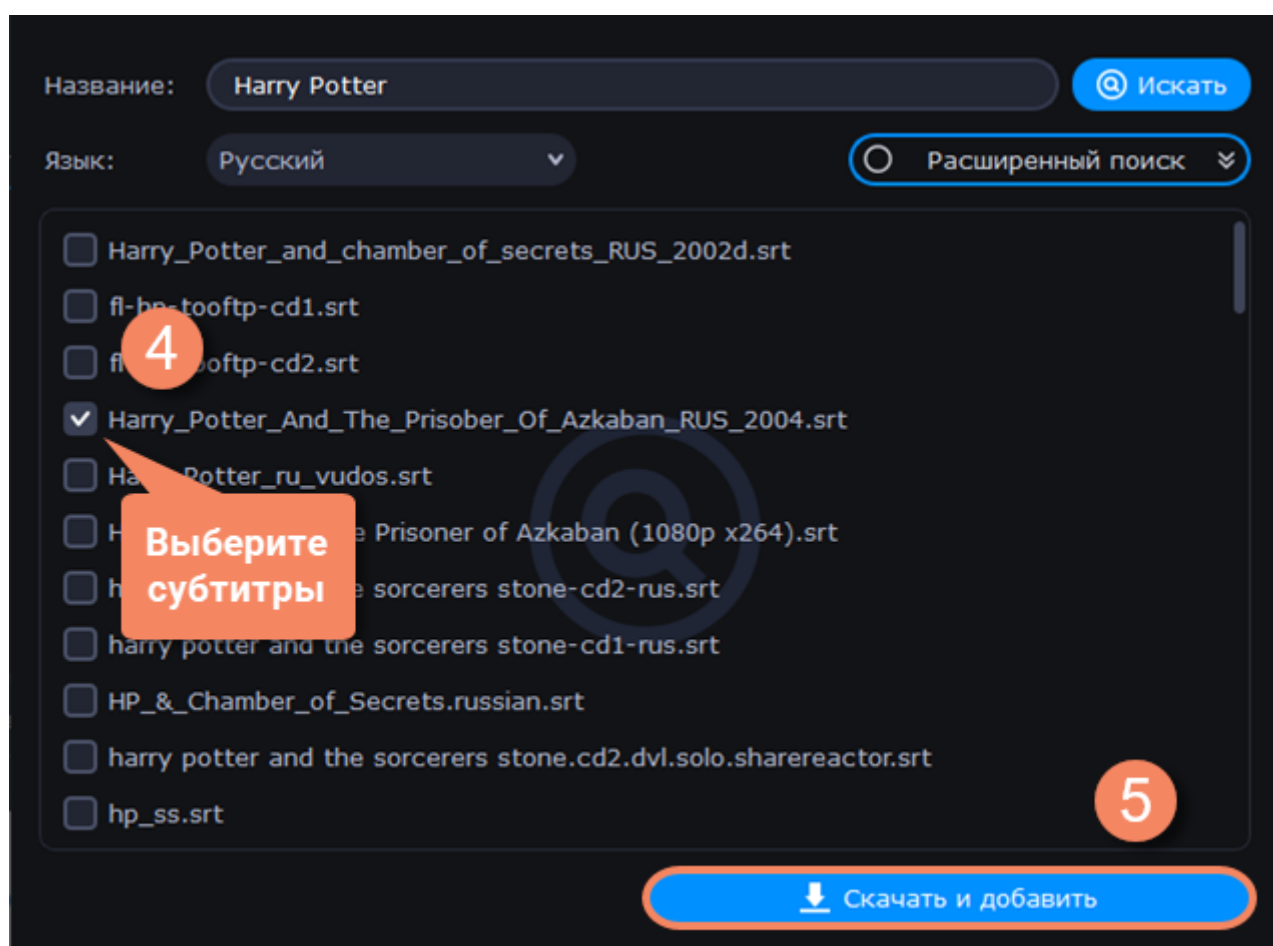 Название: Harry Potter Искать
Язык: Русский Расширенный поиск
Harry_Potter_and_chamber_of_secrets_RUS_2002d.srt
fl-hp-tooftp-cd1.srt
4
oftp-cd2.srt
Harry_Potter_And_The_Prisober_Of_Azkaban_RUS_2004.srt
Potter_ru_vudos.srt
Prisoner of Azkaban (1080p x264).srt
Выберите
субтитры
sorcerers stone-cd2-rus.srt
harry potter and the sorcerers stone-cd1-rus.srt
HP_&_Chamber_of_Secrets.russian.srt
harry potter and the sorcerers stone.cd2.dvl.solo.sharereactor.srt
hp_ss.srt
5
Скачать и добавить